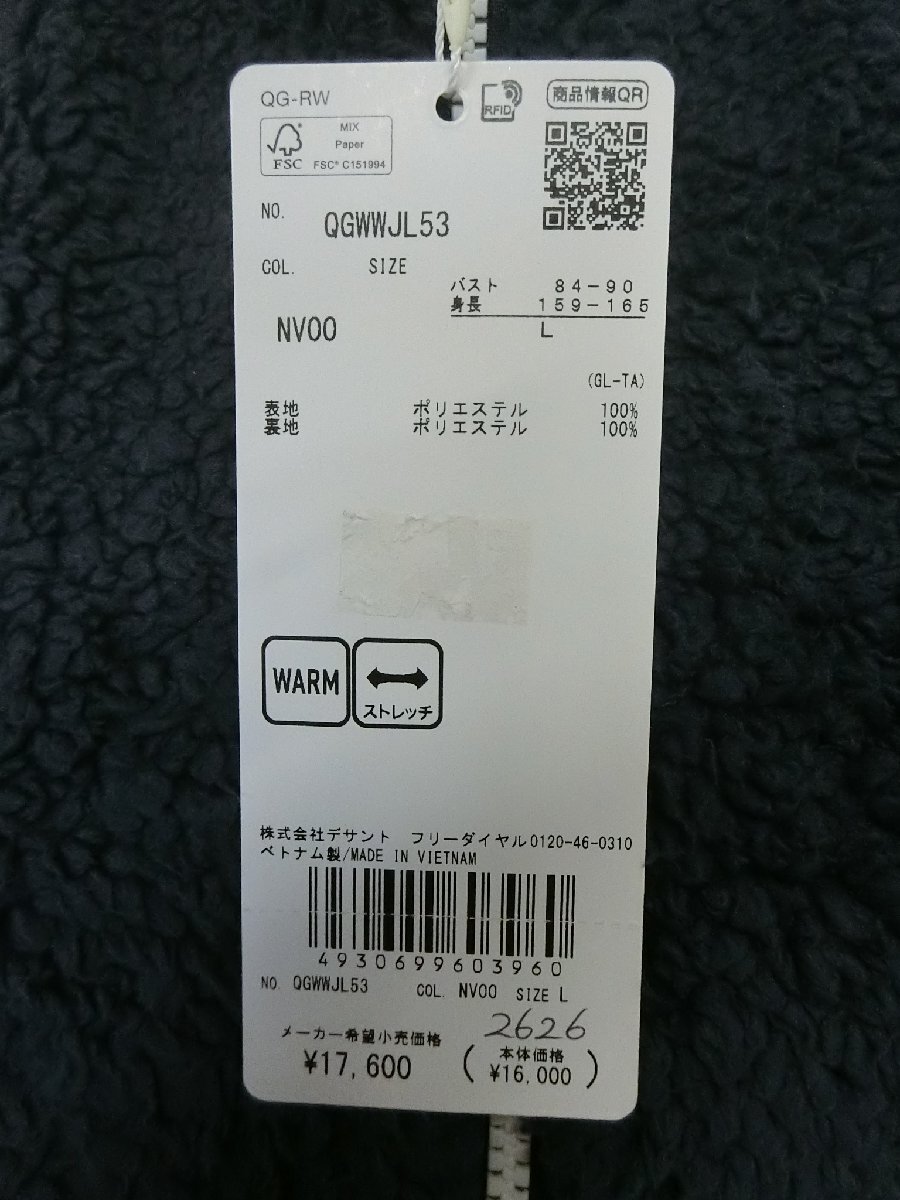 QG-RW
RFID
商品情報QR
FSC
MIX
Paper
FSC® C151994
NO. QGWWJL53
COL. SIZE
バスト 84-90
身長 159-165
NV00 L
(GL-TA)
表地 ポリエステル 100%
裏地 ポリエステル 100%
WARM
ストレッチ
株式会社デサント フリーダイヤル0120-46-0310
ベトナム製/MADE IN VIETNAM
4930699603960
NO. QGWWJL53 COL. NV00 SIZE L
2626
メーカー希望小売価格
¥17,600
(本体価格
¥16,000)